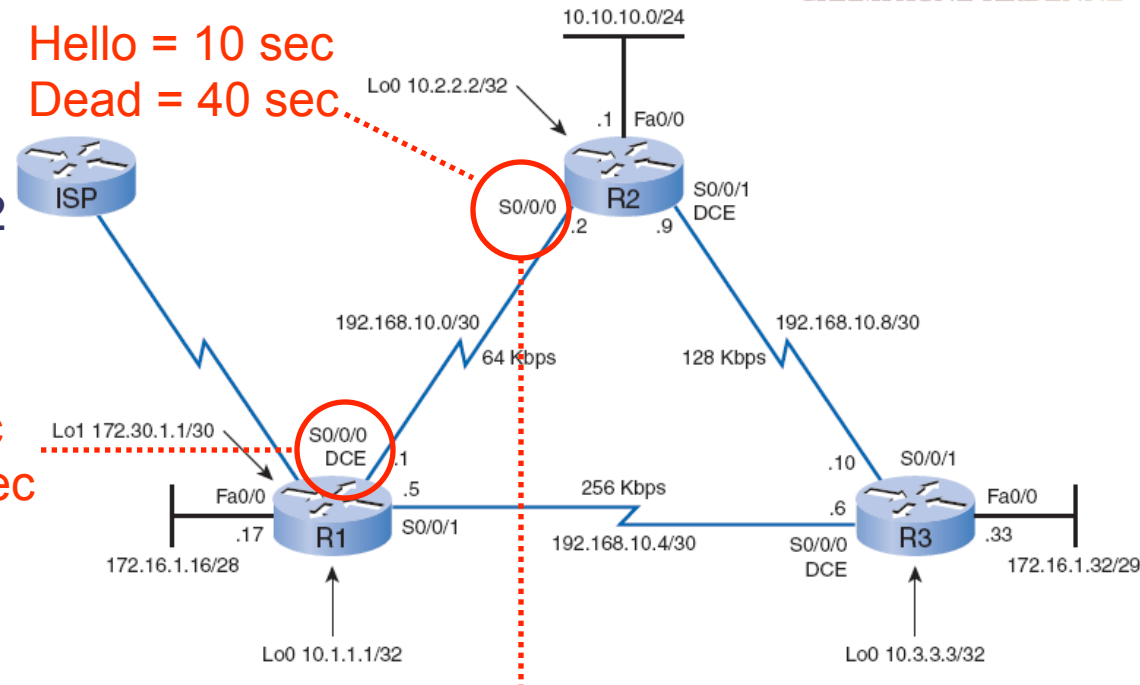 10.10.10.0/24
Hello = 10 sec
Dead = 40 sec
Lo0 10.2.2.2/32
.1 Fa0/0
ISP
2
R2
S0/0/1
DCE
S0/0/0
.2
.9
192.168.10.0/30
192.168.10.8/30
64 Kbps
128 Kbps
Lo1 172.30.1.1/30
S0/0/0
DCE
.1
c
ec
.10
S0/0/1
.5
256 Kbps
Fa0/0
.6
Fa0/0
.17
R1
S0/0/1
192.168.10.4/30
S0/0/0
DCE
R3
.33
172.16.1.16/28
172.16.1.32/29
Lo0 10.1.1.1/32
Lo0 10.3.3.3/32